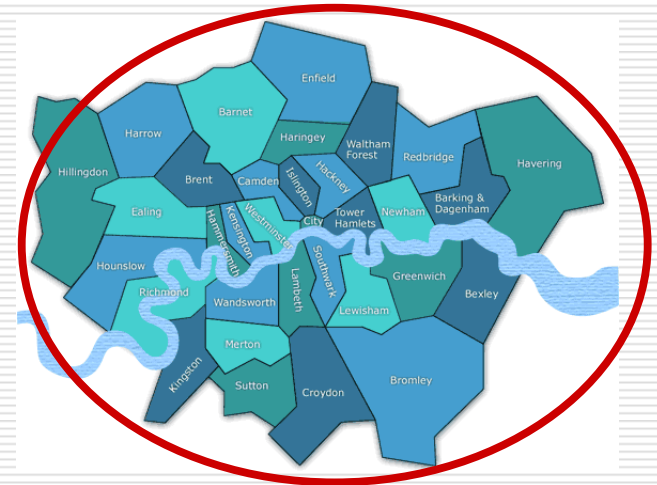 Enfield
Barnet
Harrow
Haringey
Waltham
Forest
Redbridge
Havering
Hillingdon
Brent
Camden
Islington
Hackney
Barking &
Dagenham
Ealing
Hammersmith
Kensington
Westminster
City
Tower
Hamlets
Newham
Hounslow
Richmond
Wandsworth
Lambeth
Southwark
Greenwich
Lewisham
Bexley
Merton
Kingston
Sutton
Croydon
Bromley